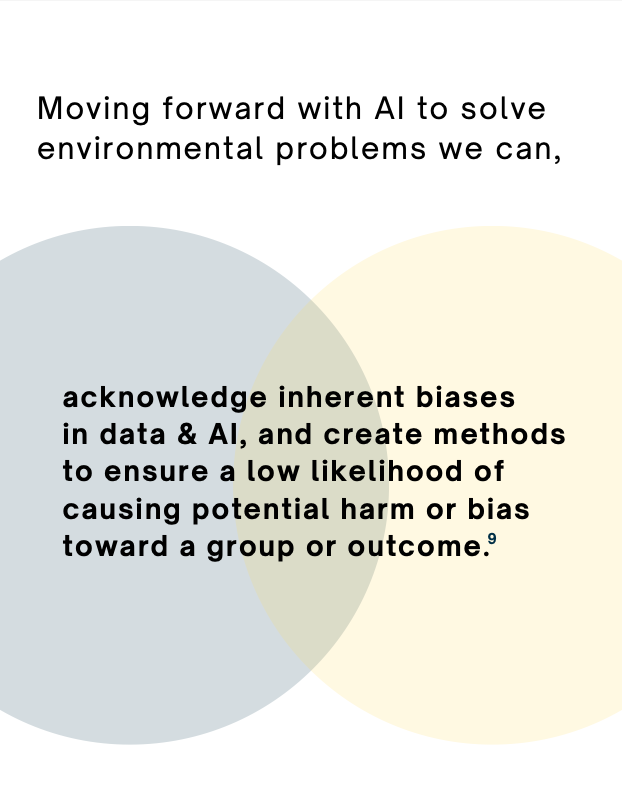 Moving forward with AI to solve
environmental problems we can,
acknowledge inherent biases
in data & AI, and create methods
to ensure a low likelihood of
causing potential harm or bias
toward a group or outcome.9